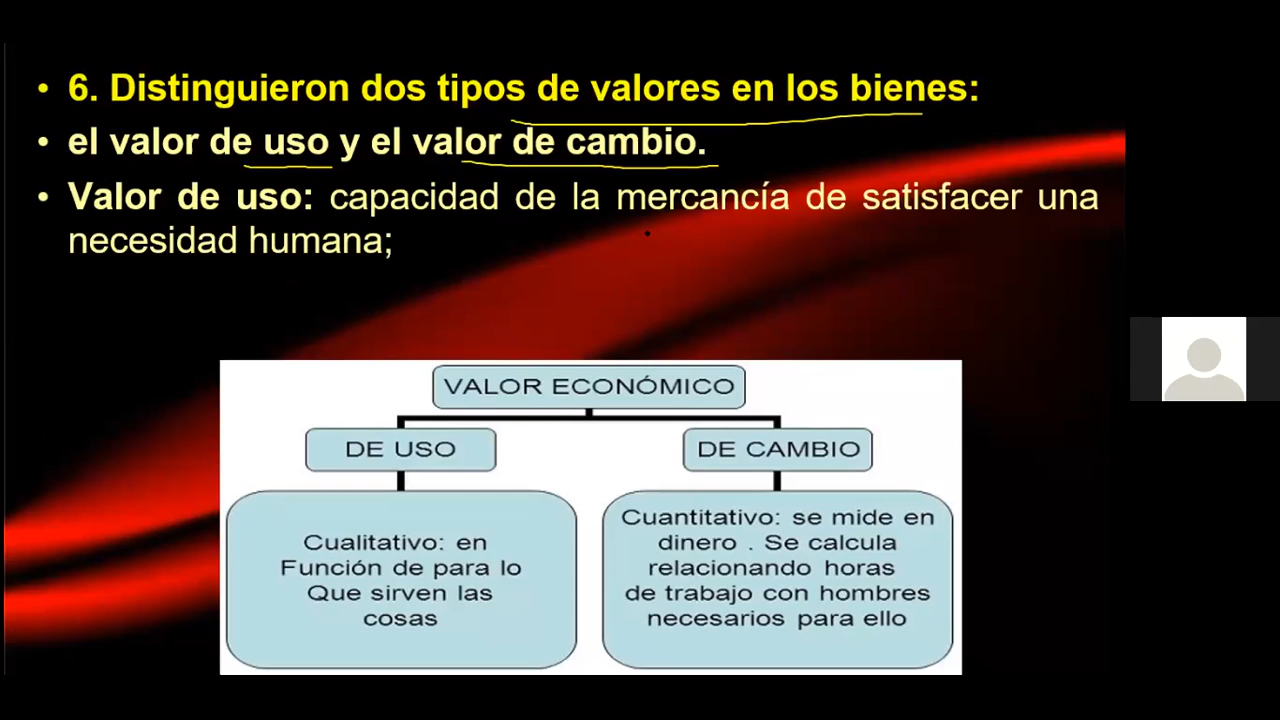 • 6. Distinguieron dos tipos de valores en los bienes:
• el valor de uso y el valor de cambio.
• Valor de uso: capacidad de la mercancía de satisfacer una
necesidad humana;
VALOR ECONÓMICO
DE USO
DE CAMBIO
Cualitativo: en
Función de para lo
Que sirven las
cosas
Cuantitativo: se mide en
dinero . Se calcula
relacionando horas
de trabajo con hombres
necesarios para ello